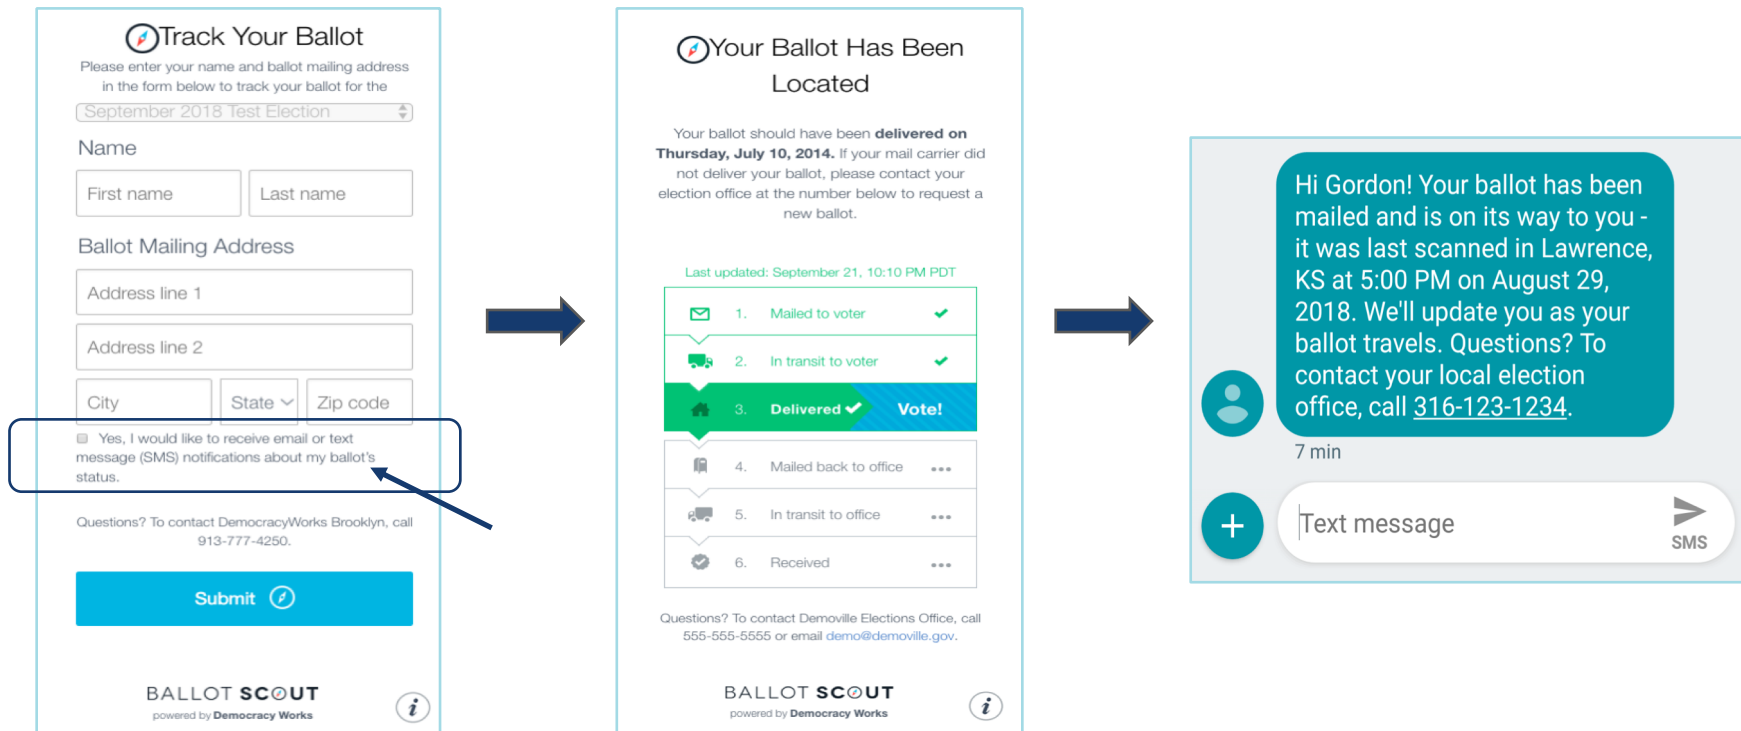 Track Your Ballot
Please enter your name and ballot mailing address
in the form below to track your ballot for the
September 2018 Test Election
Name
First name
Last name
Ballot Mailing Address
Address line 1
Address line 2
City
State
Zip code
Yes, I would like to receive email or text
message (SMS) notifications about my ballot's
status.
Questions? To contact DemocracyWorks Brooklyn, call
913-777-4250.
Submit
BALLOT SCOUT
powered by Democracy Works
i
Your Ballot Has Been
Located
Your ballot should have been delivered on
Thursday, July 10, 2014. If your mail carrier did
not deliver your ballot, please contact your
election office at the number below to request a
new ballot.
Last updated: September 21, 10:10 PM PDT
1. Mailed to voter
2. In transit to voter
3. Delivered Vote!
4. Mailed back to office
5. In transit to office
6. Received
Questions? To contact Demoville Elections Office, call
555-555-5555 or email demo@demoville.gov.
BALLOT SCOUT
powered by Democracy Works
i
Hi Gordon! Your ballot has been
mailed and is on its way to you -
it was last scanned in Lawrence,
KS at 5:00 PM on August 29,
2018. We'll update you as your
ballot travels. Questions? To
contact your local election
office, call 316-123-1234.
7 min
Text message
SMS